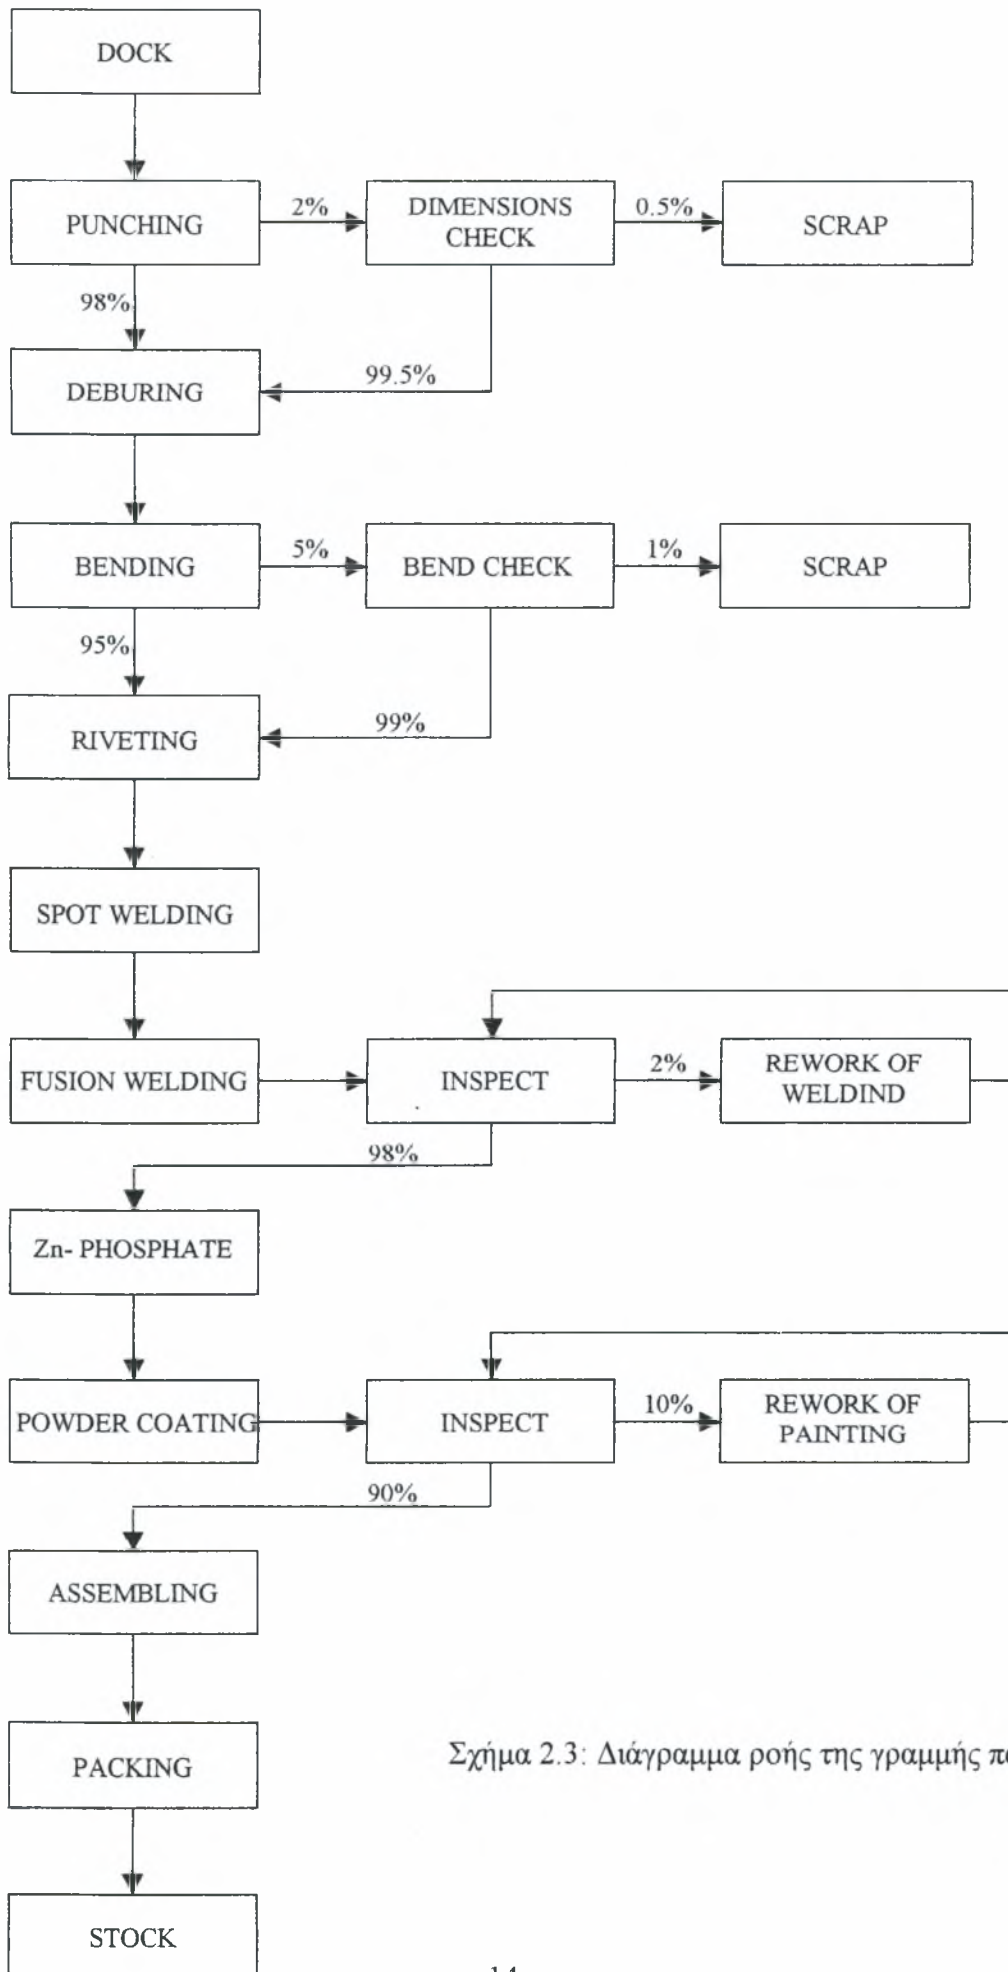 DOCK
PUNCHING
2%
DIMENSIONS
CHECK
0.5%
SCRAP
98%
DEBURING
99.5%
BENDING
5%
BEND CHECK
1%
SCRAP
95%
RIVETING
99%
SPOT WELDING
FUSION WELDING
INSPECT
2%
REWORK OF
WELDIND
98%
Zn- PHOSPHATE
POWDER COATING
INSPECT
10%
REWORK OF
PAINTING
90%
ASSEMBLING
PACKING
Σχήμα 2.3: Διάγραμμα ροής της γραμμής
STOCK